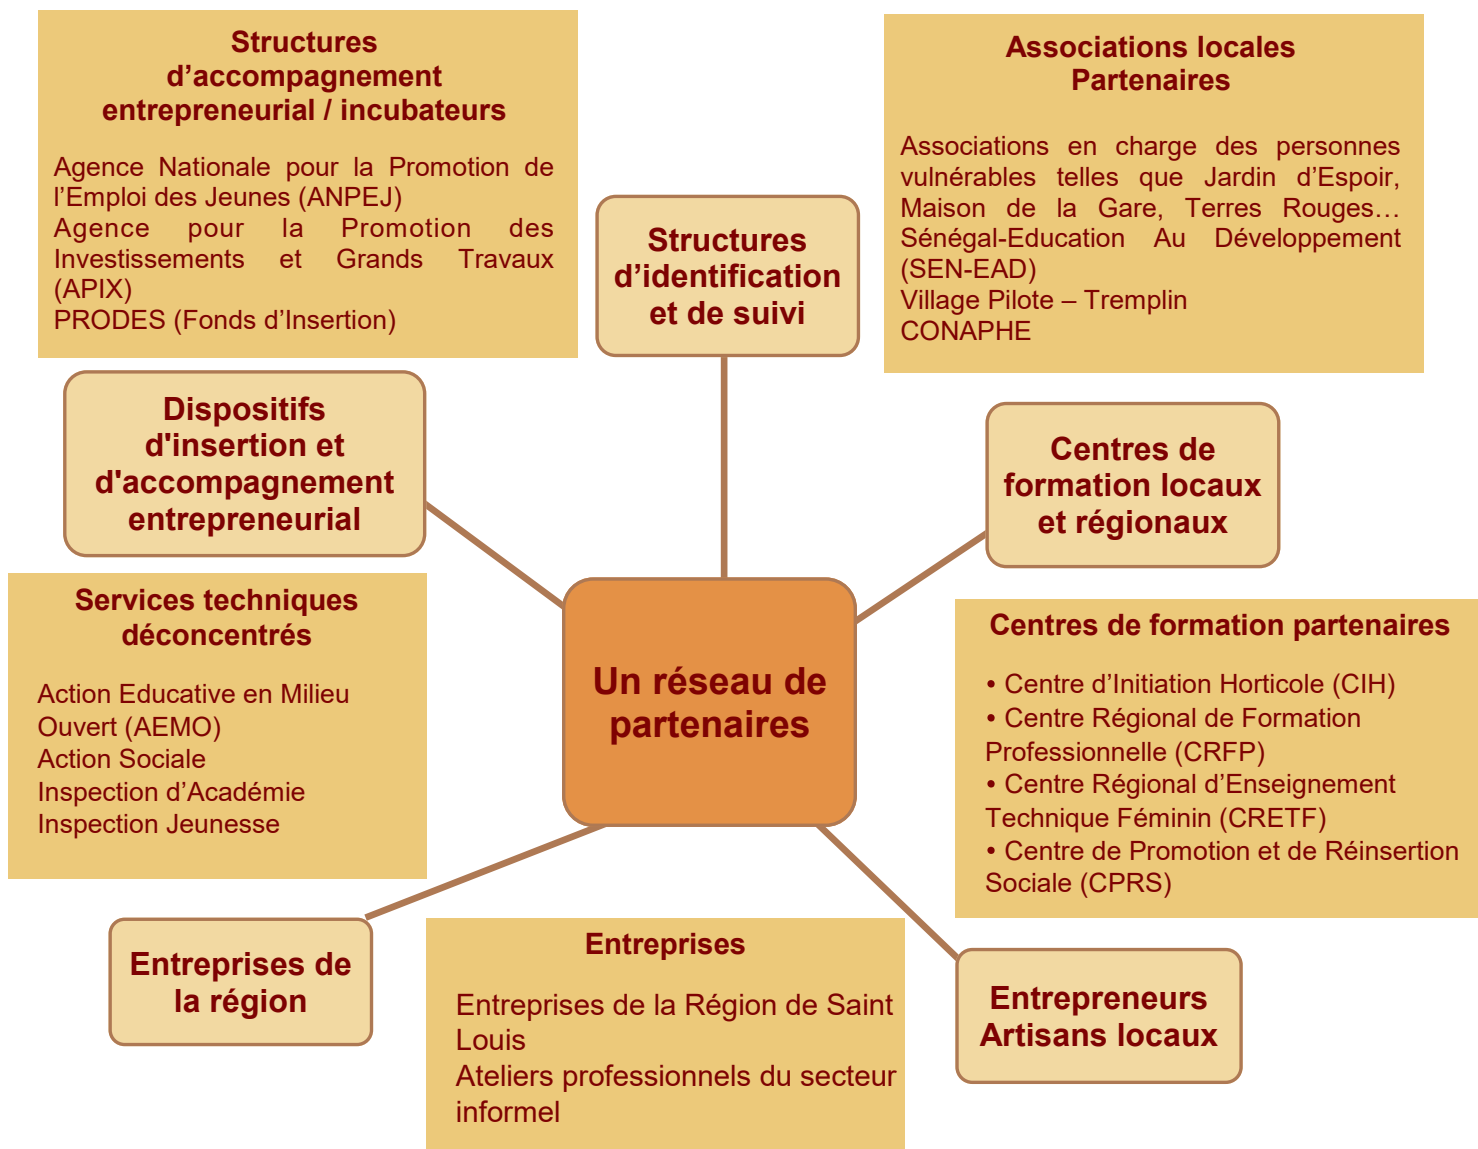 Structures
d’accompagnement
entrepreneurial / incubateurs
Agence Nationale pour la Promotion de
l’Emploi des Jeunes (ANPEJ)
Agence pour la Promotion des
Investissements et Grands Travaux
(APIX)
PRODES (Fonds d’Insertion)
Structures
d’identification
et de suivi
Associations locales
Partenaires
Associations en charge des personnes
vulnérables telles que Jardin d’Espoir,
Maison de la Gare, Terres Rouges…
Sénégal-Education Au Développement
(SEN-EAD)
Village Pilote – Tremplin
CONAPHE
Dispositifs
d'insertion et
d'accompagnement
entrepreneurial
Centres de
formation locaux
et régionaux
Services techniques
déconcentrés
Action Educative en Milieu
Ouvert (AEMO)
Action Sociale
Inspection d’Académie
Inspection Jeunesse
Un réseau de
partenaires
Centres de formation partenaires
• Centre d’Initiation Horticole (CIH)
• Centre Régional de Formation
Professionnelle (CRFP)
• Centre Régional d’Enseignement
Technique Féminin (CRETF)
• Centre de Promotion et de Réinsertion
Sociale (CPRS)
Entreprises de
la région
Entreprises
Entreprises de la Région de Saint
Louis
Ateliers professionnels du secteur
informel
Entrepreneurs
Artisans locaux